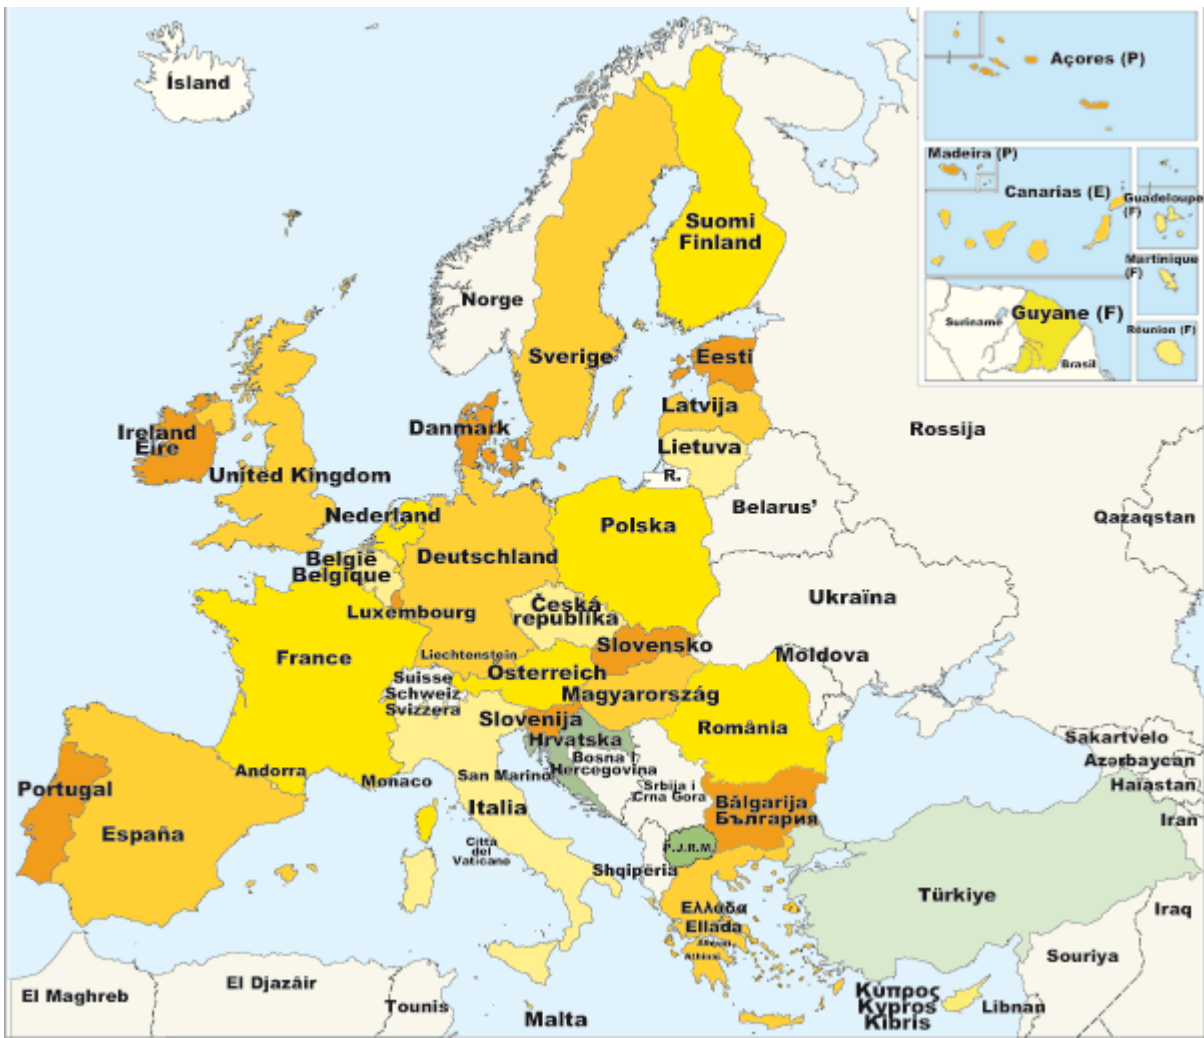 Ísland
Açores (P)
Madeira (P)
Canarias (E)
Guadeloupe
(F)
Martinique
(F)
Guyane (F)
Suriname
Brasil
Réunion (F)
Suomi
Finland
Norge
Sverige
Eesti
Latvija
Lietuva
R.
Danmark
Ireland
Eire
United Kingdom
Rossija
Belarus’
Qazaqstan
Nederland
Polska
België
Belgique
Deutschland
Luxembourg
Česká
republika
Ukraïna
Slovensko
France
Liechtenstein
Österreich
Moldova
Suisse
Schweiz
Svizzera
Magyarország
Slovenija
Hrvatska
România
Sakartvelo
Azərbaycan
Haïastan
Iran
Bosna i
Hercegovina
Srbija i
Crna Gora
Andorra
Monaco
San Marino
Portugal
España
Italia
Città
del
Vaticano
Bălgarija
България
P.J.R.M.
Shqipëria
Türkiye
Iraq
Ελλάδα
Ellada
Athinai
Souriya
El Maghreb
El Djazâir
Tounis
Malta
Κύπρος
Kypros
Kibris
Libnan